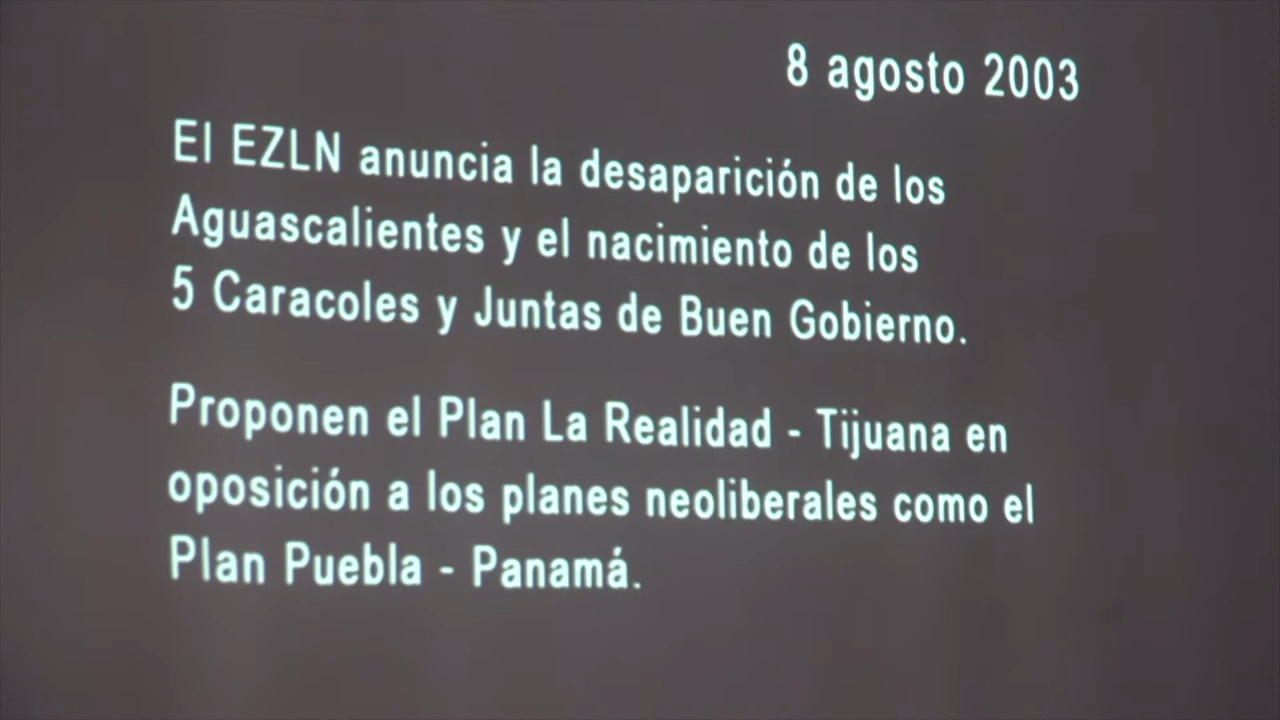 8 agosto 2003
El EZLN anuncia la desaparición de los
Aguascalientes y el nacimiento de los
5 Caracoles y Juntas de Buen Gobierno.
Proponen el Plan La Realidad - Tijuana en
oposición a los planes neoliberales como el
Plan Puebla - Panamá.